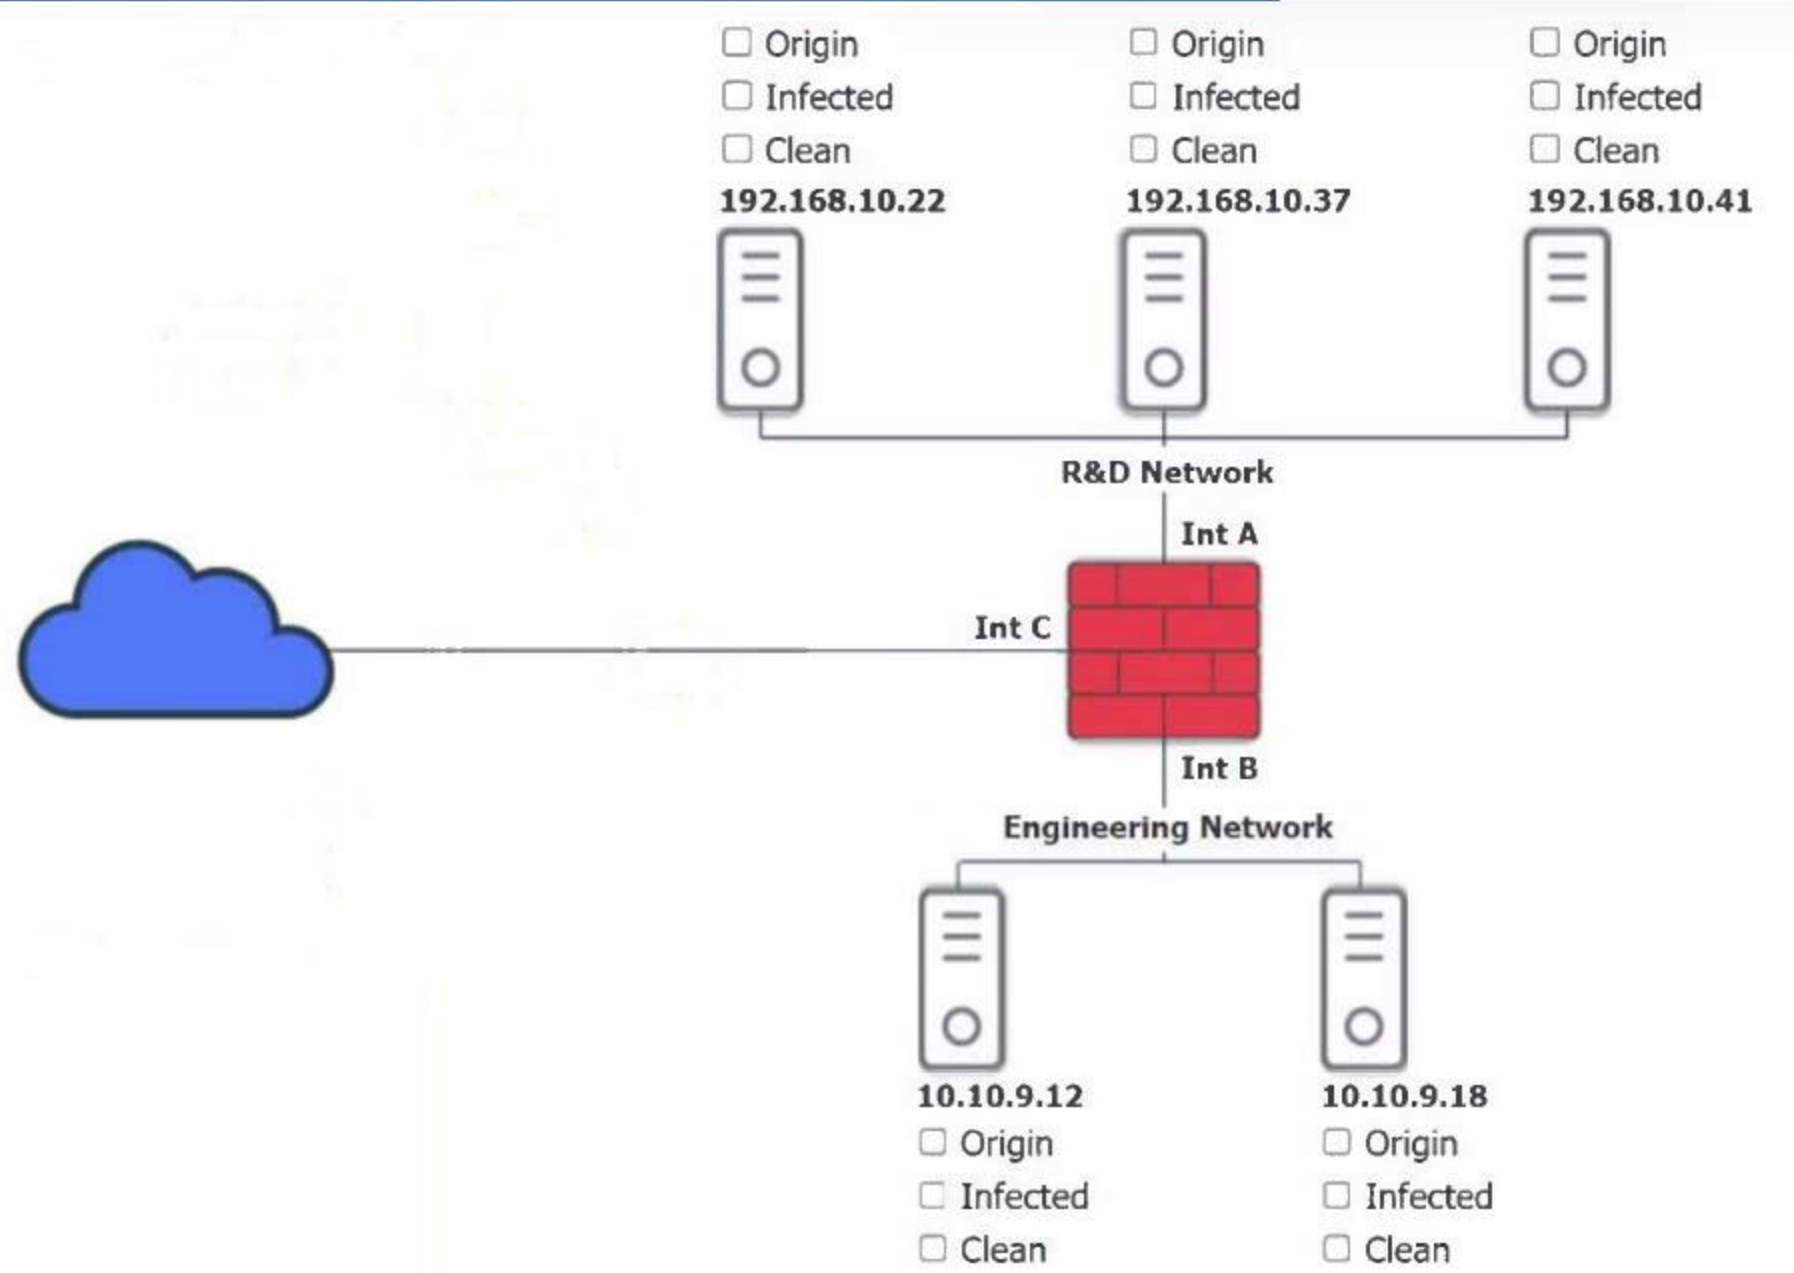 Origin Origin Origin
Infected Infected Infected
Clean Clean Clean
192.168.10.22 192.168.10.37 192.168.10.41
R&D Network
Int A
Int C
Int B
Engineering Network
10.10.9.12 10.10.9.18
Origin Origin
Infected Infected
Clean Clean